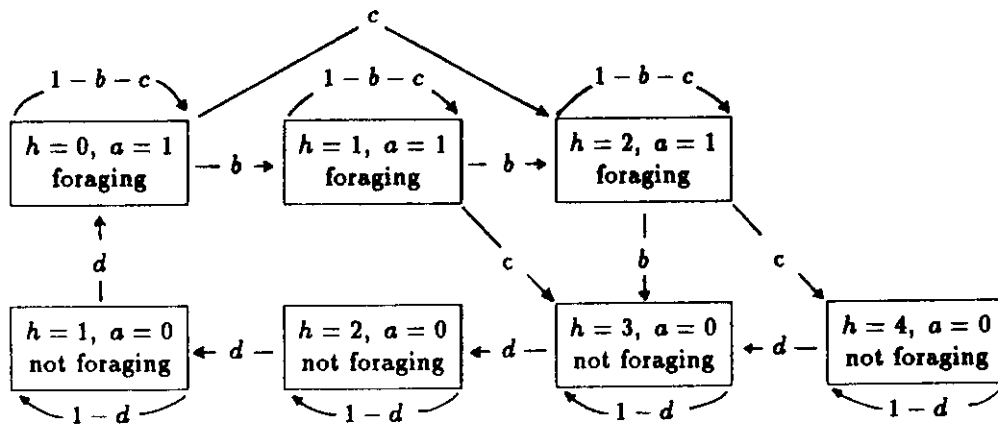 c
1 − b − c
1 − b − c
1 − b − c
h = 0, a = 1
foraging
b
h = 1, a = 1
foraging
b
h = 2, a = 1
foraging
d
c
b
c
h = 1, a = 0
not foraging
d
h = 2, a = 0
not foraging
d
h = 3, a = 0
not foraging
d
h = 4, a = 0
not foraging
1 − d
1 − d
1 − d
1 − d